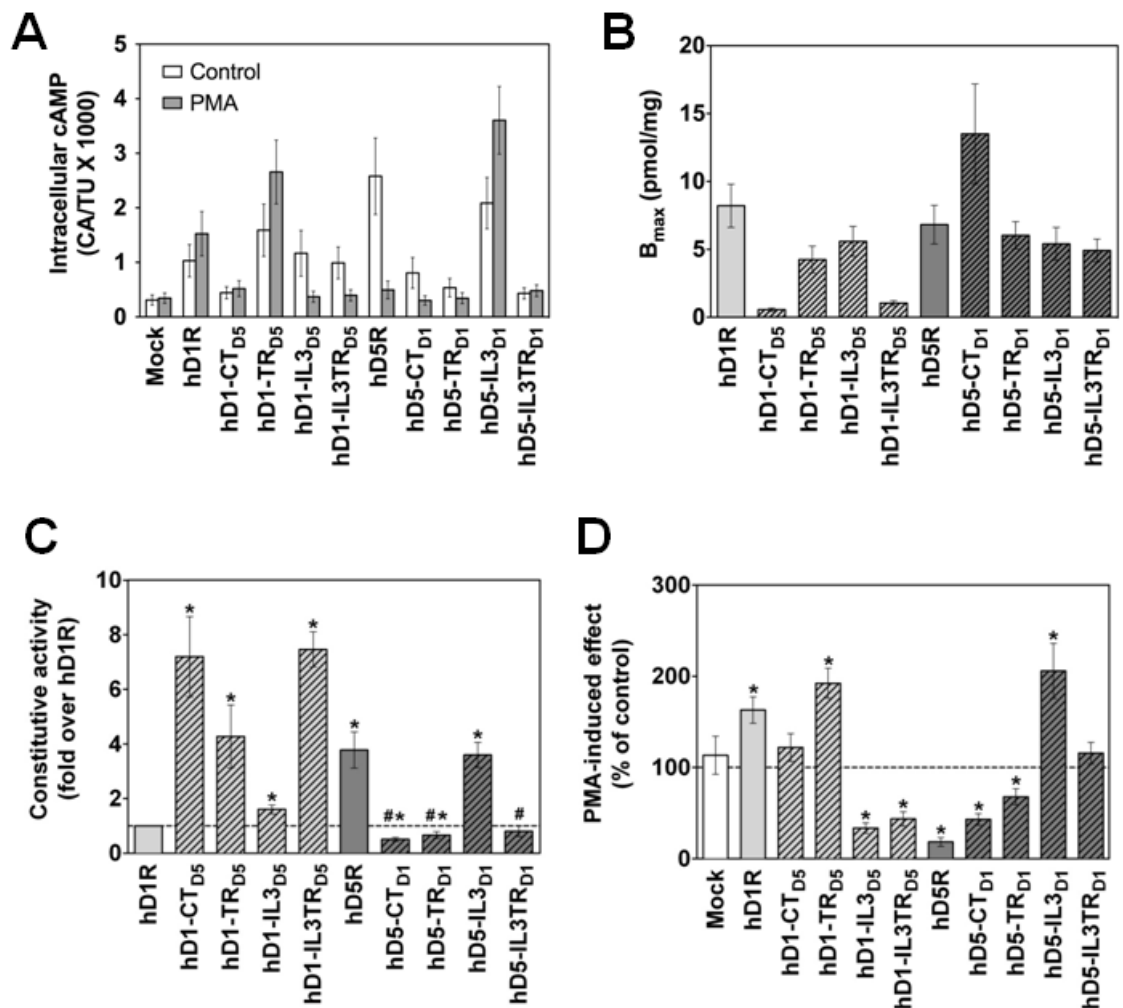 A
Intracellular cAMP
(CA/TU X 1000)
5
4
3
2
1
0
Control
PMA
Mock
hD1R
hD1-CTD5
hD1-TRD5
hD1-IL3D5
hD1-IL3TRD5
hD5R
hD5-CTD1
hD5-TRD1
hD5-IL3D1
hD5-IL3TRD1
B
Bmax (pmol/mg)
20
15
10
5
0
hD1R
hD1-CTD5
hD1-TRD5
hD1-IL3D5
hD1-IL3TRD5
hD5R
hD5-CTD1
hD5-TRD1
hD5-IL3D1
hD5-IL3TRD1
C
Constitutive activity
(fold over hD1R)
10
8
6
4
2
0
*
*
*
*
*
#*
#*
*
#
hD1R
hD1-CTD5
hD1-TRD5
hD1-IL3D5
hD1-IL3TRD5
hD5R
hD5-CTD1
hD5-TRD1
hD5-IL3D1
hD5-IL3TRD1
D
PMA-induced effect
(% of control)
300
200
100
0
*
*
*
*
*
*
*
*
Mock
hD1R
hD1-CTD5
hD1-TRD5
hD1-IL3D5
hD1-IL3TRD5
hD5R
hD5-CTD1
hD5-TRD1
hD5-IL3D1
hD5-IL3TRD1